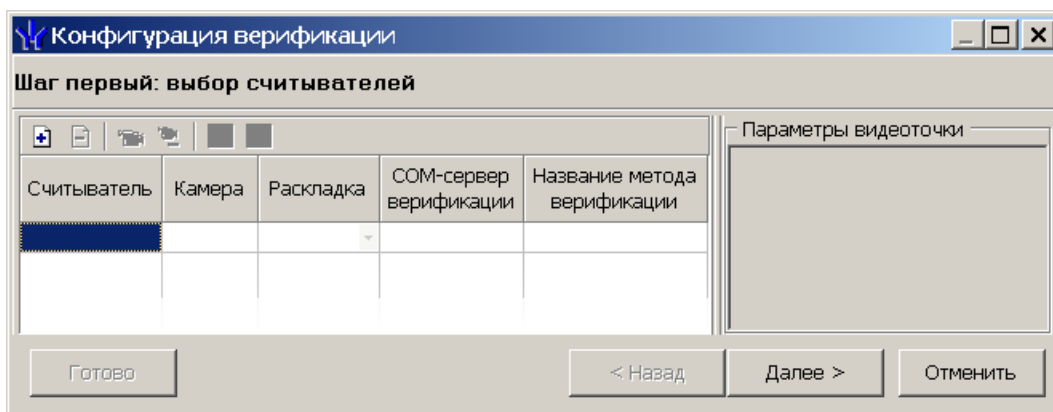 Конфигурация верификации
Шаг первый: выбор считывателей
Параметры видеоточки
Считыватель Камера Раскладка COM-сервер верификации Название метода верификации
Готово < Назад Далее > Отменить